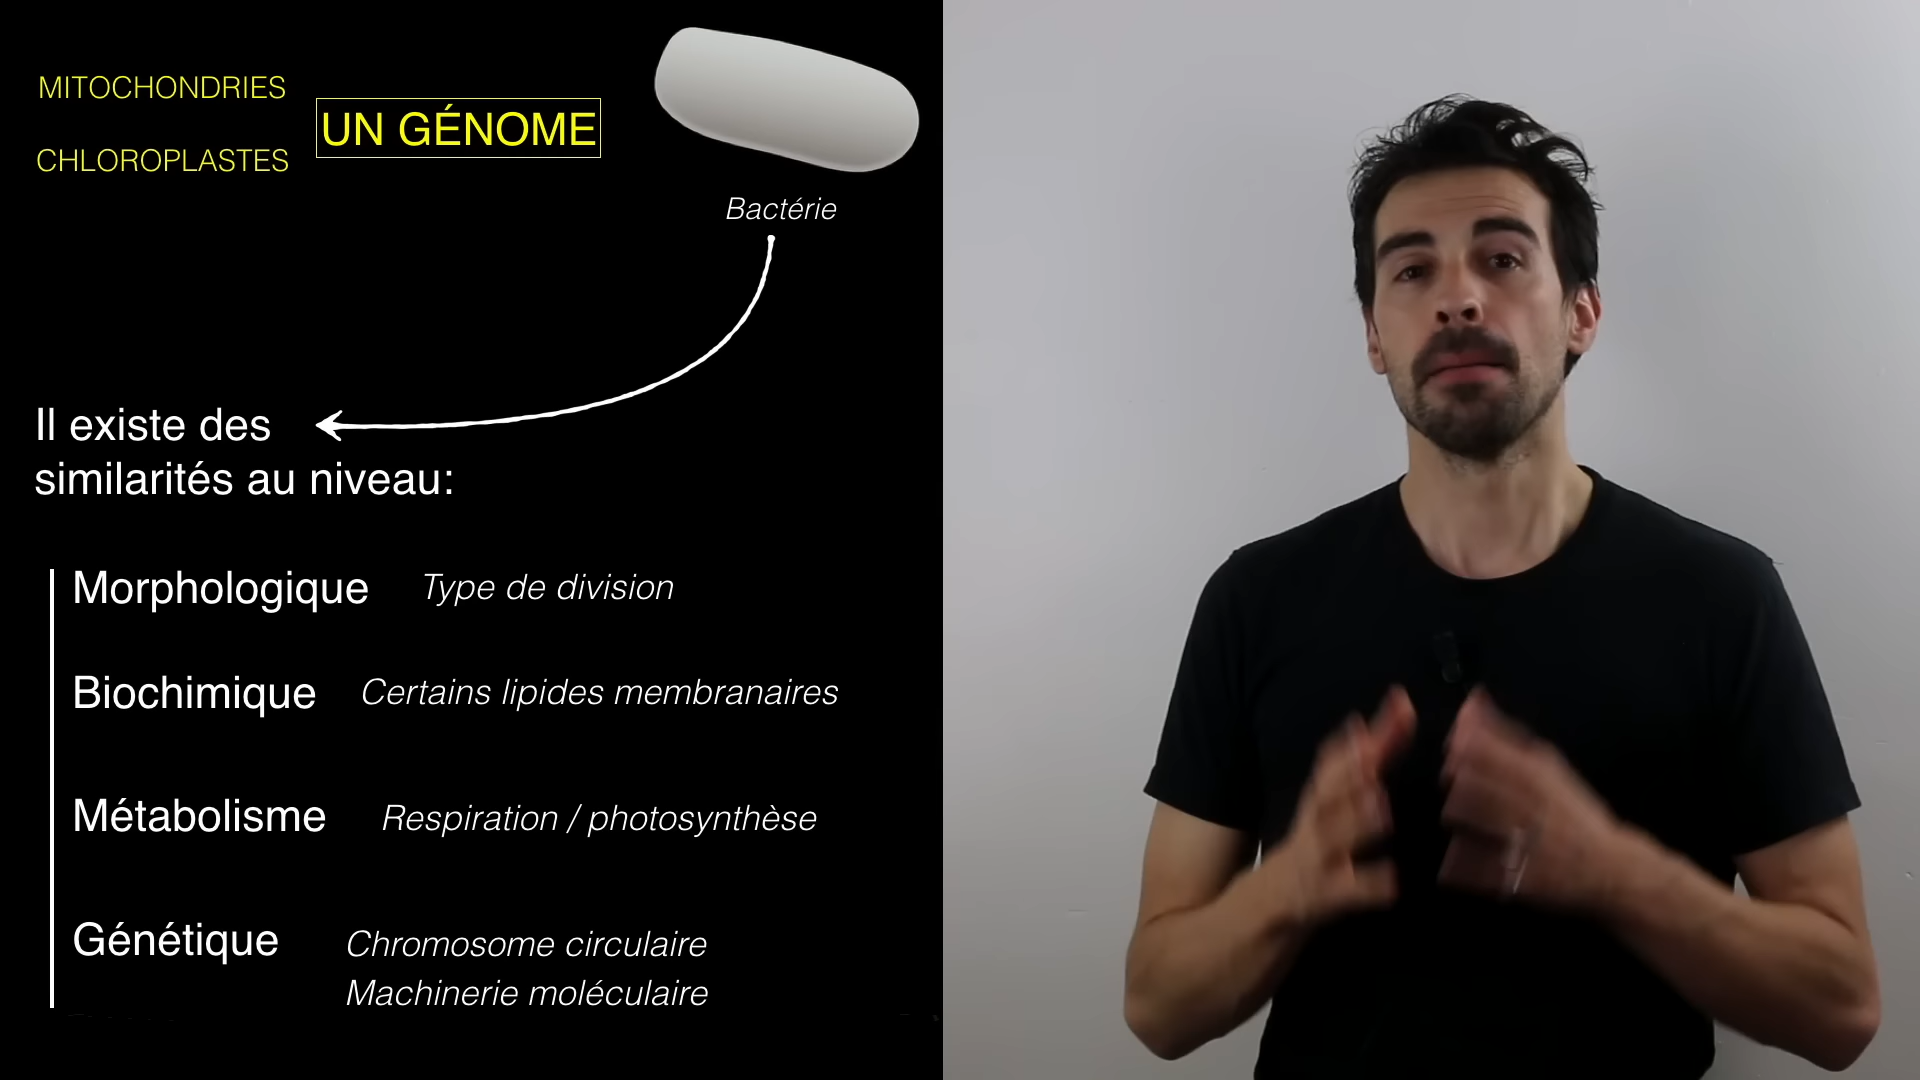 MITOCHONDRIES
CHLOROPLASTES
UN GÉNOME
Bactérie
Il existe des
similarités au niveau:
Morphologique Type de division
Biochimique Certains lipides membranaires
Métabolisme Respiration / photosynthèse
Génétique Chromosome circulaire
Machinerie moléculaire